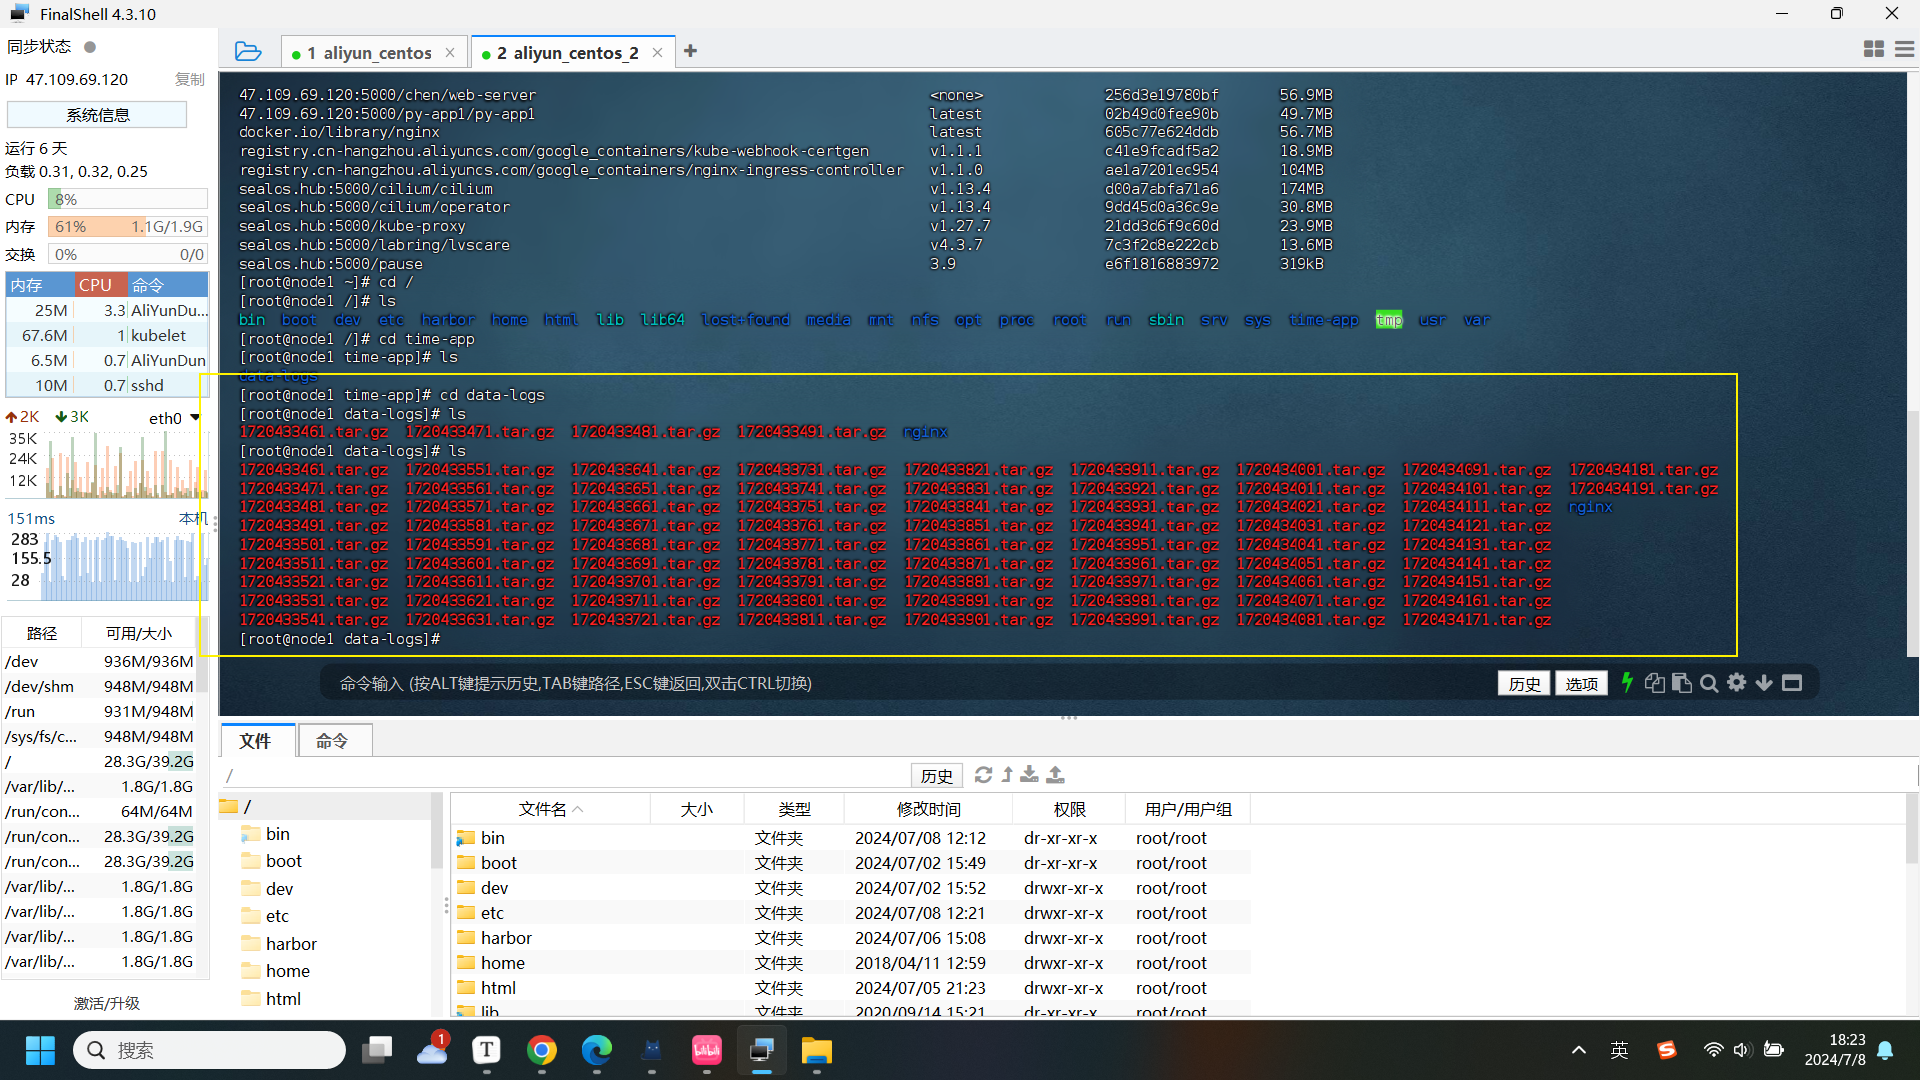 FinalShell 4.3.10
同步状态
IP 47.109.69.120 复制
系统信息
运行 6 天
负载 0.31, 0.32, 0.25
CPU 8%
内存 61% 1.1G/1.9G
交换 0% 0/0
内存 CPU 命令
25M 3.3 AliYunDu...
67.6M 1 kubelet
6.5M 0.7 AliYunDun
10M 0.7 sshd
2K 3K eth0
35K
24K
12K
151ms 本机
283
155.5
28
路径 可用/大小
/dev 936M/936M
/dev/shm 948M/948M
/run 931M/948M
/sys/fs/c... 948M/948M
/ 28.3G/39.2G
/var/lib/... 1.8G/1.8G
/run/con... 64M/64M
/run/con... 28.3G/39.2G
/run/con... 28.3G/39.2G
/var/lib/... 1.8G/1.8G
/var/lib/... 1.8G/1.8G
/var/lib/... 1.8G/1.8G
/var/lib/... 1.8G/1.8G
激活/升级
1 aliyun_centos × 2 aliyun_centos_2 × +
47.109.69.120:5000/chen/web-server <none> 256d3e19780bf 56.9MB
47.109.69.120:5000/py-app1/py-app1 latest 02b49d0fee90b 49.7MB
docker.io/library/nginx latest 605c77e624ddb 56.7MB
registry.cn-hangzhou.aliyuncs.com/google_containers/kube-webhook-certgen v1.1.1 c41e9fcadf5a2 18.9MB
registry.cn-hangzhou.aliyuncs.com/google_containers/nginx-ingress-controller v1.1.0 ae1a7201ec954 104MB
sealos.hub:5000/cilium/cilium v1.13.4 d00a7abfa71a6 174MB
sealos.hub:5000/cilium/operator v1.13.4 9dd45d0a36c9e 30.8MB
sealos.hub:5000/kube-proxy v1.27.7 21dd3d6f9c60d 23.9MB
sealos.hub:5000/labring/lvscare v4.3.7 7c3f2d8e222cb 13.6MB
sealos.hub:5000/pause 3.9 e6f1816883972 319kB
[root@node1 ~]# cd /
[root@node1 /]# ls
bin boot dev etc harbor home html lib lib64 lost+found media mnt nfs opt proc root run sbin srv sys time-app tmp usr var
[root@node1 /]# cd time-app
[root@node1 time-app]# ls
data-logs
[root@node1 time-app]# cd data-logs
[root@node1 data-logs]# ls
1720433461.tar.gz 1720433471.tar.gz 1720433481.tar.gz 1720433491.tar.gz rginx
[root@node1 data-logs]# ls
1720433461.tar.gz 1720433551.tar.gz 1720433641.tar.gz 1720433731.tar.gz 1720433821.tar.gz 1720433911.tar.gz 1720434001.tar.gz 1720434091.tar.gz 1720434181.tar.gz
1720433471.tar.gz 1720433561.tar.gz 1720433651.tar.gz 1720433741.tar.gz 1720433831.tar.gz 1720433921.tar.gz 1720434011.tar.gz 1720434101.tar.gz 1720434191.tar.gz
1720433481.tar.gz 1720433571.tar.gz 1720433661.tar.gz 1720433751.tar.gz 1720433841.tar.gz 1720433931.tar.gz 1720434021.tar.gz 1720434111.tar.gz rginx
1720433491.tar.gz 1720433581.tar.gz 1720433671.tar.gz 1720433761.tar.gz 1720433851.tar.gz 1720433941.tar.gz 1720434031.tar.gz 1720434121.tar.gz
1720433501.tar.gz 1720433591.tar.gz 1720433681.tar.gz 1720433771.tar.gz 1720433861.tar.gz 1720433951.tar.gz 1720434041.tar.gz 1720434131.tar.gz
1720433511.tar.gz 1720433601.tar.gz 1720433691.tar.gz 1720433781.tar.gz 1720433871.tar.gz 1720433961.tar.gz 1720434051.tar.gz 1720434141.tar.gz
1720433521.tar.gz 1720433611.tar.gz 1720433701.tar.gz 1720433791.tar.gz 1720433881.tar.gz 1720433971.tar.gz 1720434061.tar.gz 1720434151.tar.gz
1720433531.tar.gz 1720433621.tar.gz 1720433711.tar.gz 1720433801.tar.gz 1720433891.tar.gz 1720433981.tar.gz 1720434071.tar.gz 1720434161.tar.gz
1720433541.tar.gz 1720433631.tar.gz 1720433721.tar.gz 1720433811.tar.gz 1720433901.tar.gz 1720433991.tar.gz 1720434081.tar.gz 1720434171.tar.gz
[root@node1 data-logs]#
命令输入 (按ALT键提示历史,TAB键路径,ESC键返回,双击CTRL切换) 历史 选项
文件 命令
/ 历史
/
bin
boot
dev
etc
harbor
home
html
文件名 大小 类型 修改时间 权限 用户/用户组
bin 文件夹 2024/07/08 12:12 dr-xr-xr-x root/root
boot 文件夹 2024/07/02 15:49 dr-xr-xr-x root/root
dev 文件夹 2024/07/02 15:52 drwxr-xr-x root/root
etc 文件夹 2024/07/08 12:21 drwxr-xr-x root/root
harbor 文件夹 2024/07/06 15:08 drwxr-xr-x root/root
home 文件夹 2018/04/11 12:59 drwxr-xr-x root/root
html 文件夹 2024/07/05 21:23 drwxr-xr-x root/root
lib 文件夹 2020/09/14 15:21 dr-xr-xr-x root/root
搜索 1 T bilibili 英 S 18:23
2024/7/8